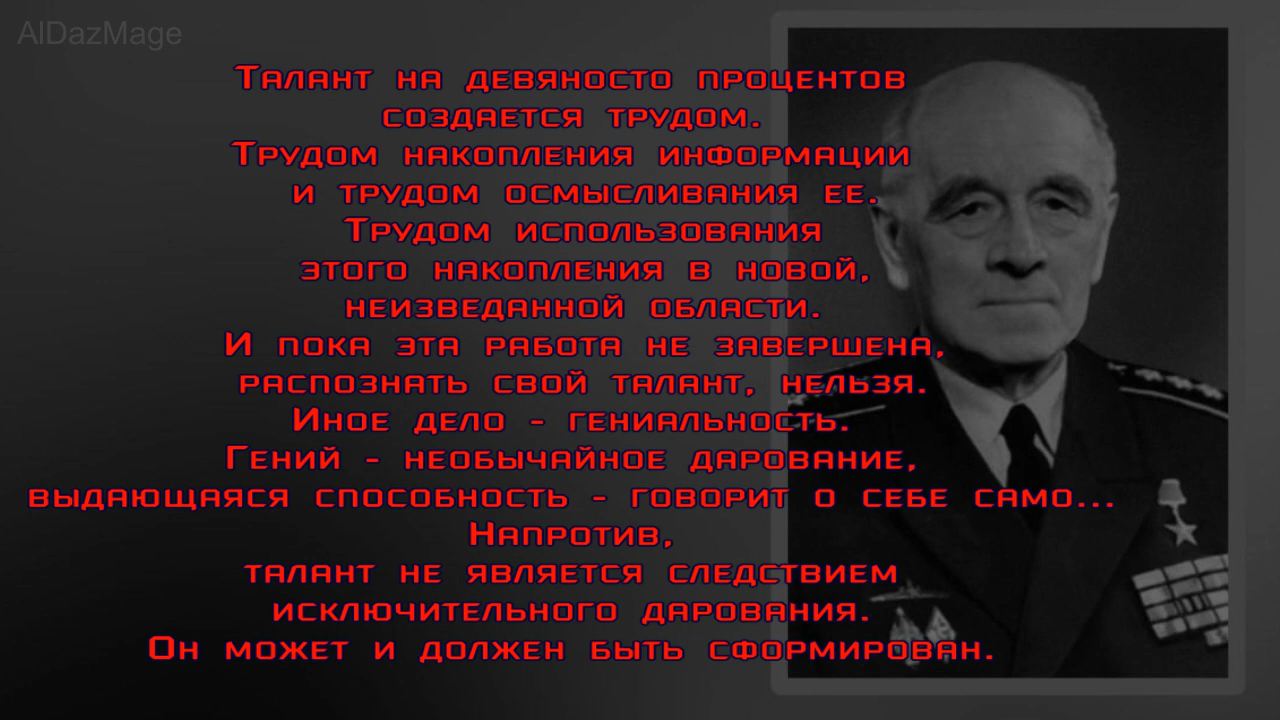 AlDazMage
Талант на девяносто процентов
создается трудом.
Трудом накопления информации
и трудом осмысливания ее.
Трудом использования
этого накопления в новой,
неизведанной области.
И пока эта работа не завершена,
распознать свой талант, нельзя.
Иное дело - гениальность.
Гений - необычайное дарование,
выдающаяся способность - говорит о себе само...
Напротив,
талант не является следствием
исключительного дарования.
Он может и должен быть сформирован.